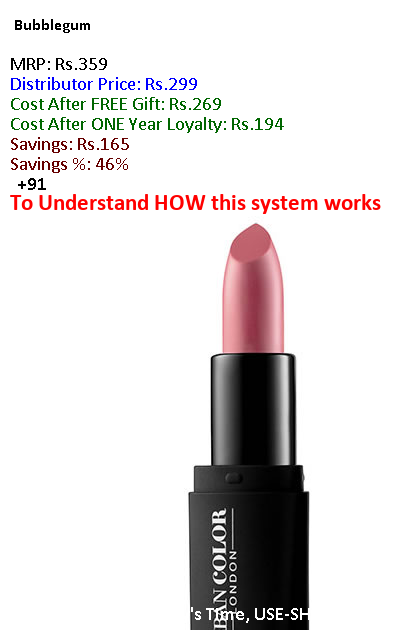 Bubblegum
MRP: Rs.359
Distributor Price: Rs.299
Cost After FREE Gift: Rs.269
Cost After ONE Year Loyalty: Rs.194
Savings: Rs.165
Savings %: 46%
+91
To Understand HOW this system works
BAN COLOR
LONDON
's Time, USE-SH